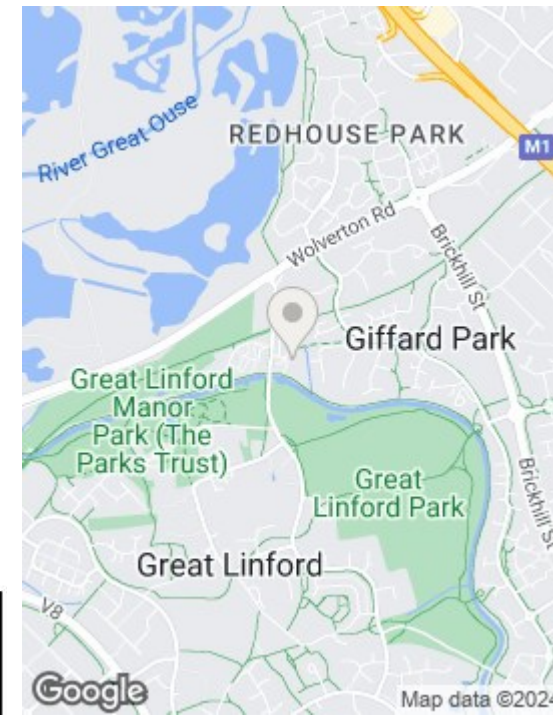 River Great Ouse
REDHOUSE PARK
M1
Wolverton Rd
Brickhill St
Giffard Park
Great Linford
Manor
Park (The
Parks Trust)
Great
Linford Park
Brickhill St
Great Linford
V8
Google
Map data ©2024